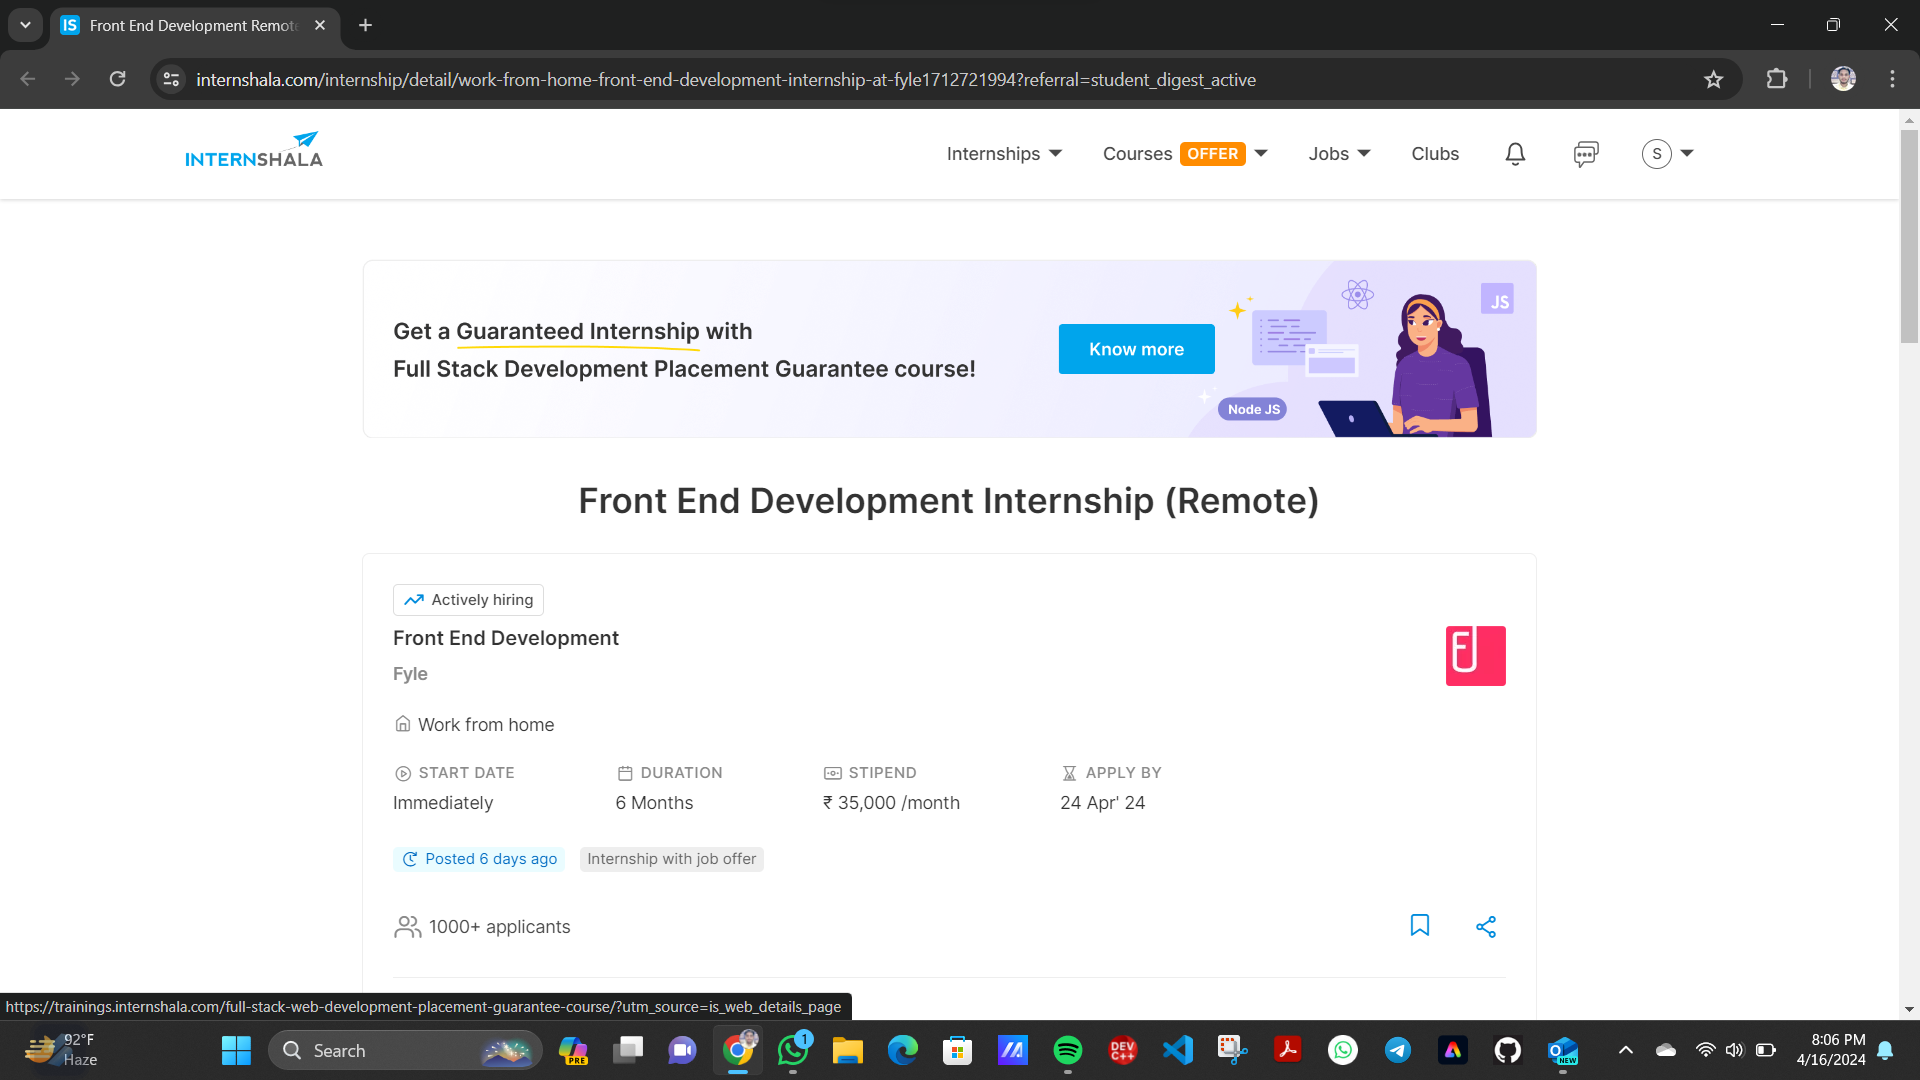 IS Front End Development Remote
internshala.com/internship/detail/work-from-home-front-end-development-internship-at-fyle1712721994?referral=student_digest_active
INTERNSHALA
Internships Courses OFFER Jobs Clubs S
Get a Guaranteed Internship with
Full Stack Development Placement Guarantee course!
Know more
JS
Node JS
Front End Development Internship (Remote)
Actively hiring
Front End Development
Fyle
Work from home
START DATE DURATION STIPEND APPLY BY
Immediately 6 Months ₹ 35,000 /month 24 Apr' 24
Posted 6 days ago Internship with job offer
1000+ applicants
https://trainings.internshala.com/full-stack-web-development-placement-guarantee-course/?utm_source=is_web_details_page
92°F
Haze
Search
PRE
1
DEV
C++
NEW
8:06 PM
4/16/2024